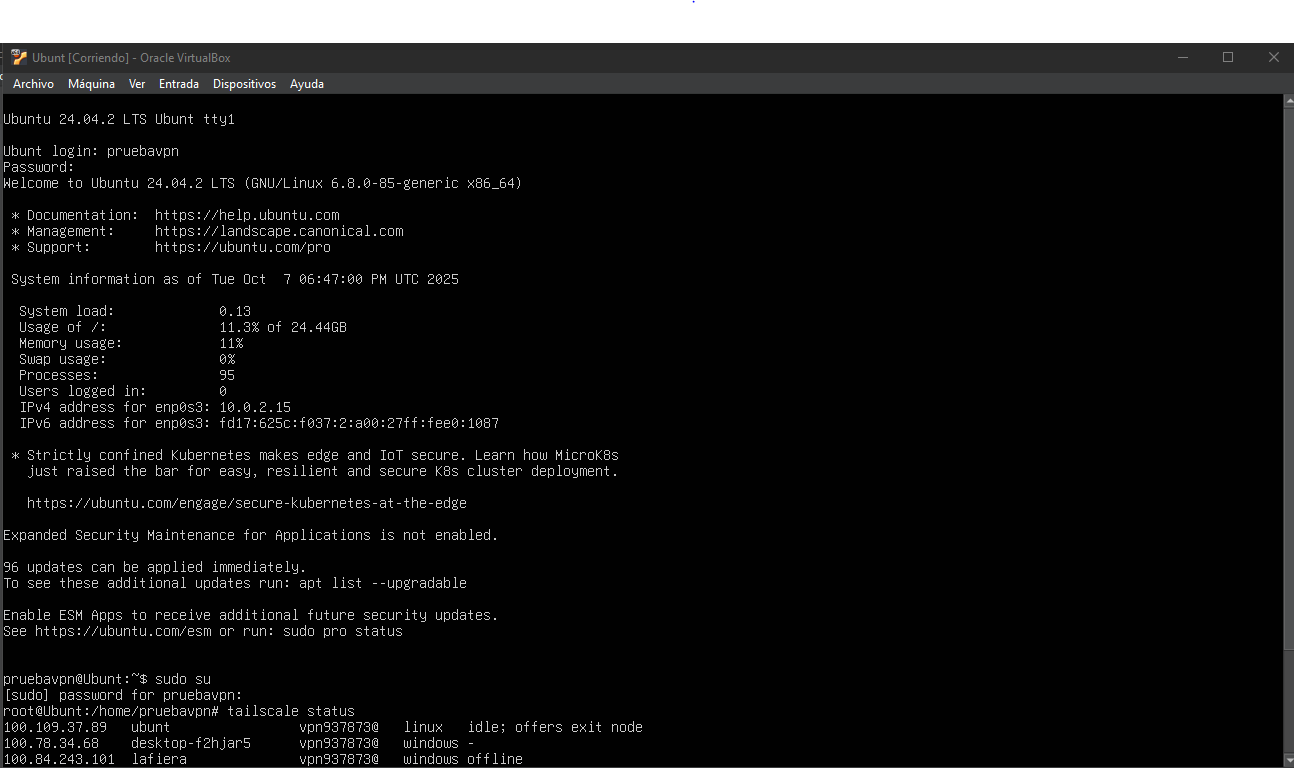 Ubunt [Corriendo] - Oracle VirtualBox
Archivo Máquina Ver Entrada Dispositivos Ayuda
Ubuntu 24.04.2 LTS Ubunt tty1
Ubunt login: pruebavpn
Password:
Welcome to Ubuntu 24.04.2 LTS (GNU/Linux 6.8.0-85-generic x86_64)
* Documentation:  https://help.ubuntu.com
* Management:     https://landscape.canonical.com
* Support:        https://ubuntu.com/pro
System information as of Tue Oct  7 06:47:00 PM UTC 2025
System load:             0.13
Usage of /:              11.3% of 24.44GB
Memory usage:            11%
Swap usage:              0%
Processes:               95
Users logged in:         0
IPv4 address for enp0s3: 10.0.2.15
IPv6 address for enp0s3: fd17:625c:f037:2:a00:27ff:fee0:1087
* Strictly confined Kubernetes makes edge and IoT secure. Learn how MicroK8s
just raised the bar for easy, resilient and secure K8s cluster deployment.
https://ubuntu.com/engage/secure-kubernetes-at-the-edge
Expanded Security Maintenance for Applications is not enabled.
96 updates can be applied immediately.
To see these additional updates run: apt list --upgradable
Enable ESM Apps to receive additional future security updates.
See https://ubuntu.com/esm or run: sudo pro status
pruebavpn@Ubunt:~$ sudo su
[sudo] password for pruebavpn:
root@Ubunt:/home/pruebavpn# tailscale status
100.109.37.89   ubunt                vpn937873@   linux   idle; offers exit node
100.78.34.68    desktop-f2hjar5      vpn937873@   windows -
100.84.243.101  lafiera              vpn937873@   windows offline